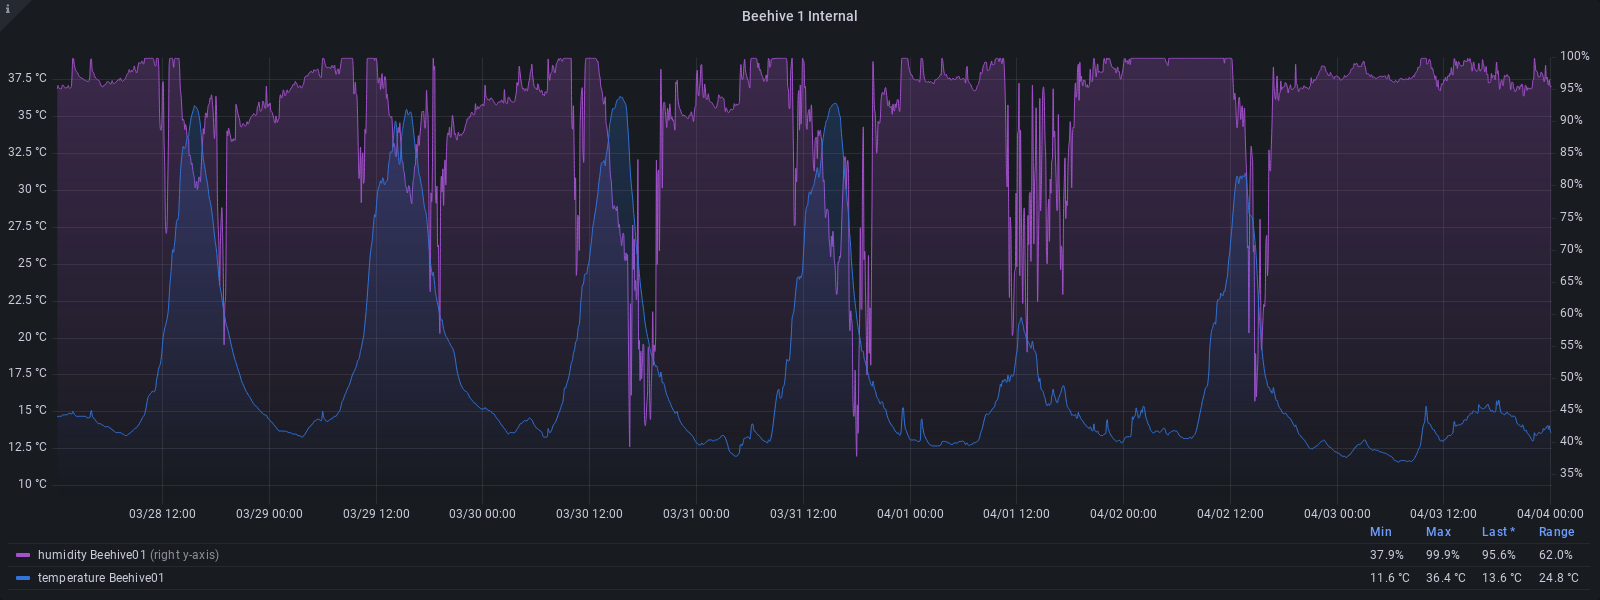 i
Beehive 1 Internal
37.5 °C
35 °C
32.5 °C
30 °C
27.5 °C
25 °C
22.5 °C
20 °C
17.5 °C
15 °C
12.5 °C
10 °C
100%
95%
90%
85%
80%
75%
70%
65%
60%
55%
50%
45%
40%
35%
03/28 12:00 03/29 00:00 03/29 12:00 03/30 00:00 03/30 12:00 03/31 00:00 03/31 12:00 04/01 00:00 04/01 12:00 04/02 00:00 04/02 12:00 04/03 00:00 04/03 12:00 04/04 00:00
Min Max Last * Range
humidity Beehive01 (right y-axis) 37.9% 99.9% 95.6% 62.0%
temperature Beehive01 11.6 °C 36.4 °C 13.6 °C 24.8 °C